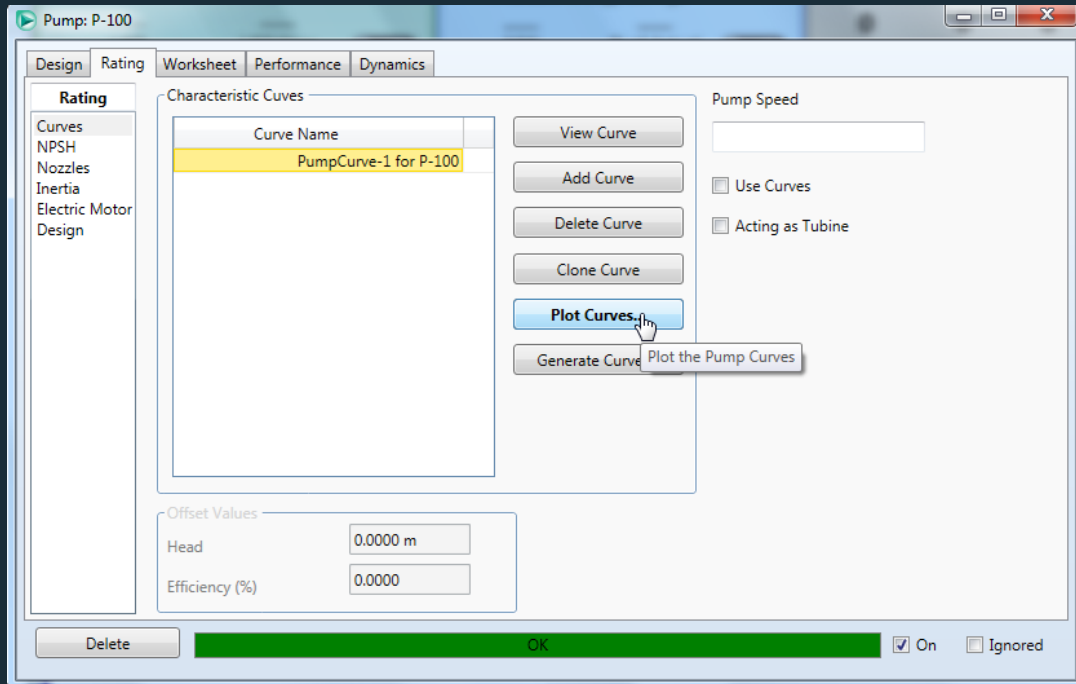 Pump: P-100
Design Rating Worksheet Performance Dynamics
Rating
Curves
NPSH
Nozzles
Inertia
Electric Motor
Design
Characteristic Cuves
Curve Name
PumpCurve-1 for P-100
View Curve
Add Curve
Delete Curve
Clone Curve
Plot Curves...
Generate Curve
Plot the Pump Curves
Pump Speed
Use Curves
Acting as Tubine
Offset Values
Head 0.0000 m
Efficiency (%) 0.0000
Delete OK On Ignored